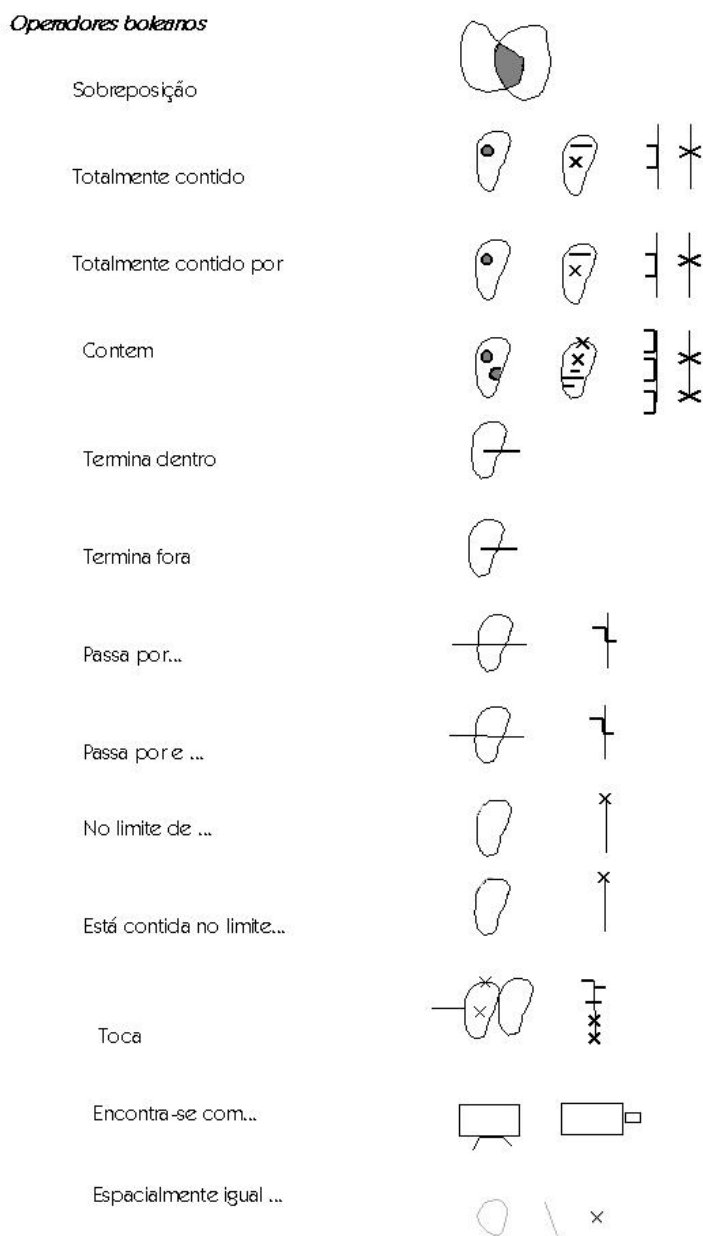 Operadores boleanos
Sobreposição
Totalmente contido
Totalmente contido por
Contem
Termina dentro
Termina fora
Passa por...
Passa por e ...
No limite de ...
Está contida no limite...
Toca
Encontra-se com...
Espacialmente igual ...